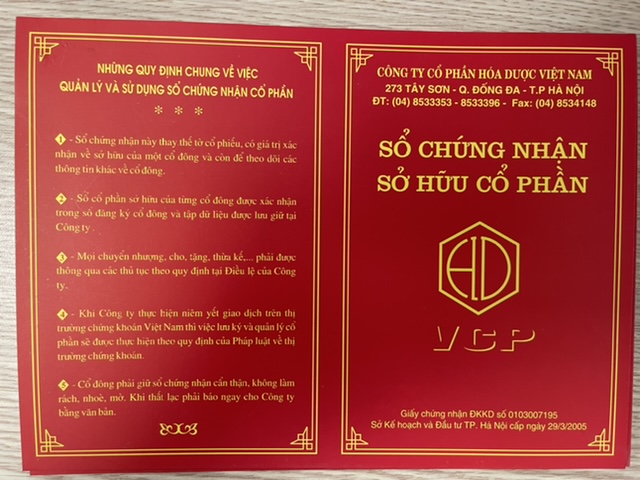 NHỮNG QUY ĐỊNH CHUNG VỀ VIỆC
QUẢN LÝ VÀ SỬ DỤNG SỔ CHỨNG NHẬN CỔ PHẦN
* * *
1 - Sổ chứng nhận này thay thế tờ cổ phiếu, có giá trị xác
nhận về sở hữu của một cổ đông và còn để theo dõi các
thông tin khác về cổ đông.
2 - Số cổ phần sở hữu của từng cổ đông được xác nhận
trong sổ đăng ký cổ đông và tập dữ liệu được lưu giữ tại
Công ty.
3 - Mọi chuyển nhượng, cho, tặng, thừa kế,... phải được
thông qua các thủ tục theo quy định tại Điều lệ của Công
ty.
4 - Khi Công ty thực hiện niêm yết giao dịch trên thị
trường chứng khoán Việt Nam thì việc lưu ký và quản lý cổ
phần sẽ được thực hiện theo quy định của Pháp luật về thị
trường chứng khoán.
5 - Cổ đông phải giữ sổ chứng nhận cẩn thận, không làm
rách, nhoè, mờ. Khi thất lạc phải báo ngay cho Công ty
bằng văn bản.
CÔNG TY CỔ PHẦN HÓA DƯỢC VIỆT NAM
273 TÂY SƠN - Q. ĐỐNG ĐA - T.P HÀ NỘI
ĐT: (04) 8533353 - 8533396 - Fax: (04) 8534148
SỔ CHỨNG NHẬN
SỞ HỮU CỔ PHẦN
HD
VCP
Giấy chứng nhận ĐKKD số 0103007195
Sở Kế hoạch và Đầu tư TP. Hà Nội cấp ngày 29/3/2005